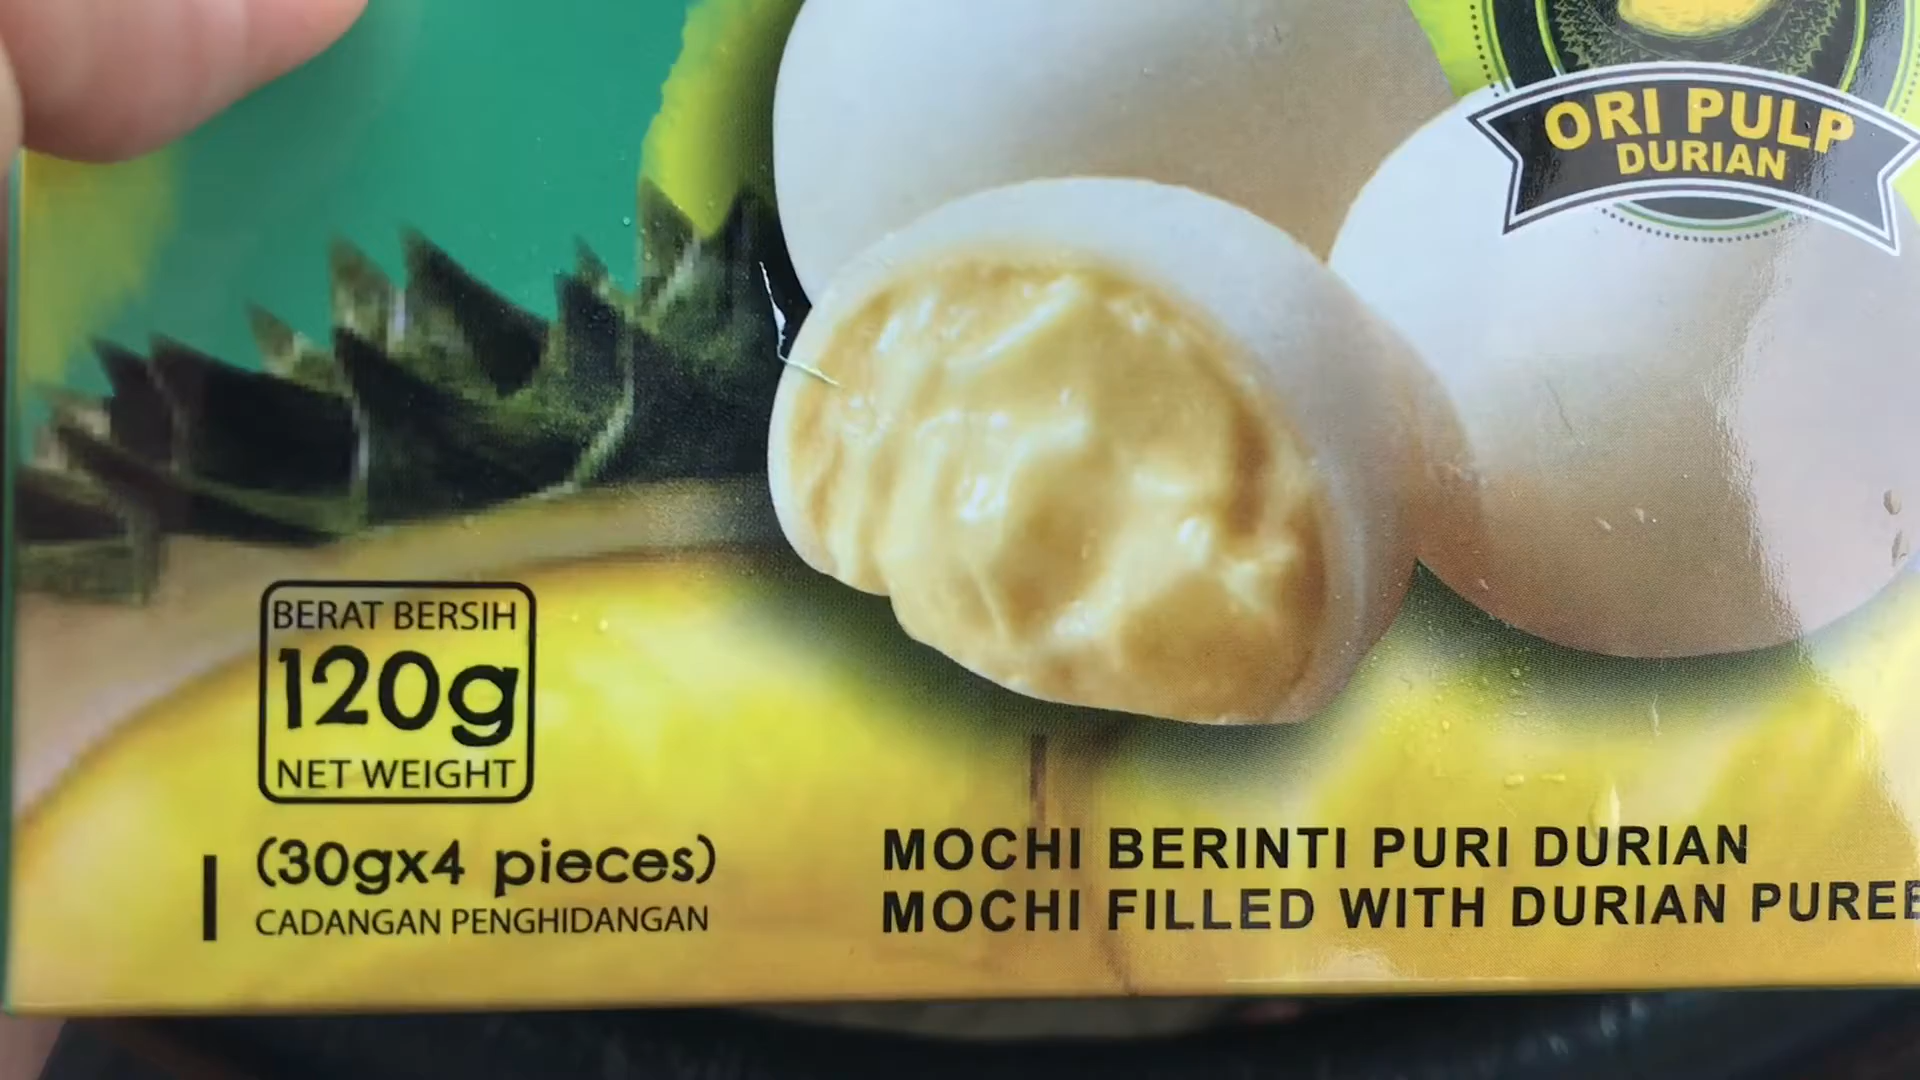 ORI PULP
DURIAN
BERAT BERSIH
120g
NET WEIGHT
(30gx4 pieces)
CADANGAN PENGHIDANGAN
MOCHI BERINTI PURI DURIAN
MOCHI FILLED WITH DURIAN PUREE